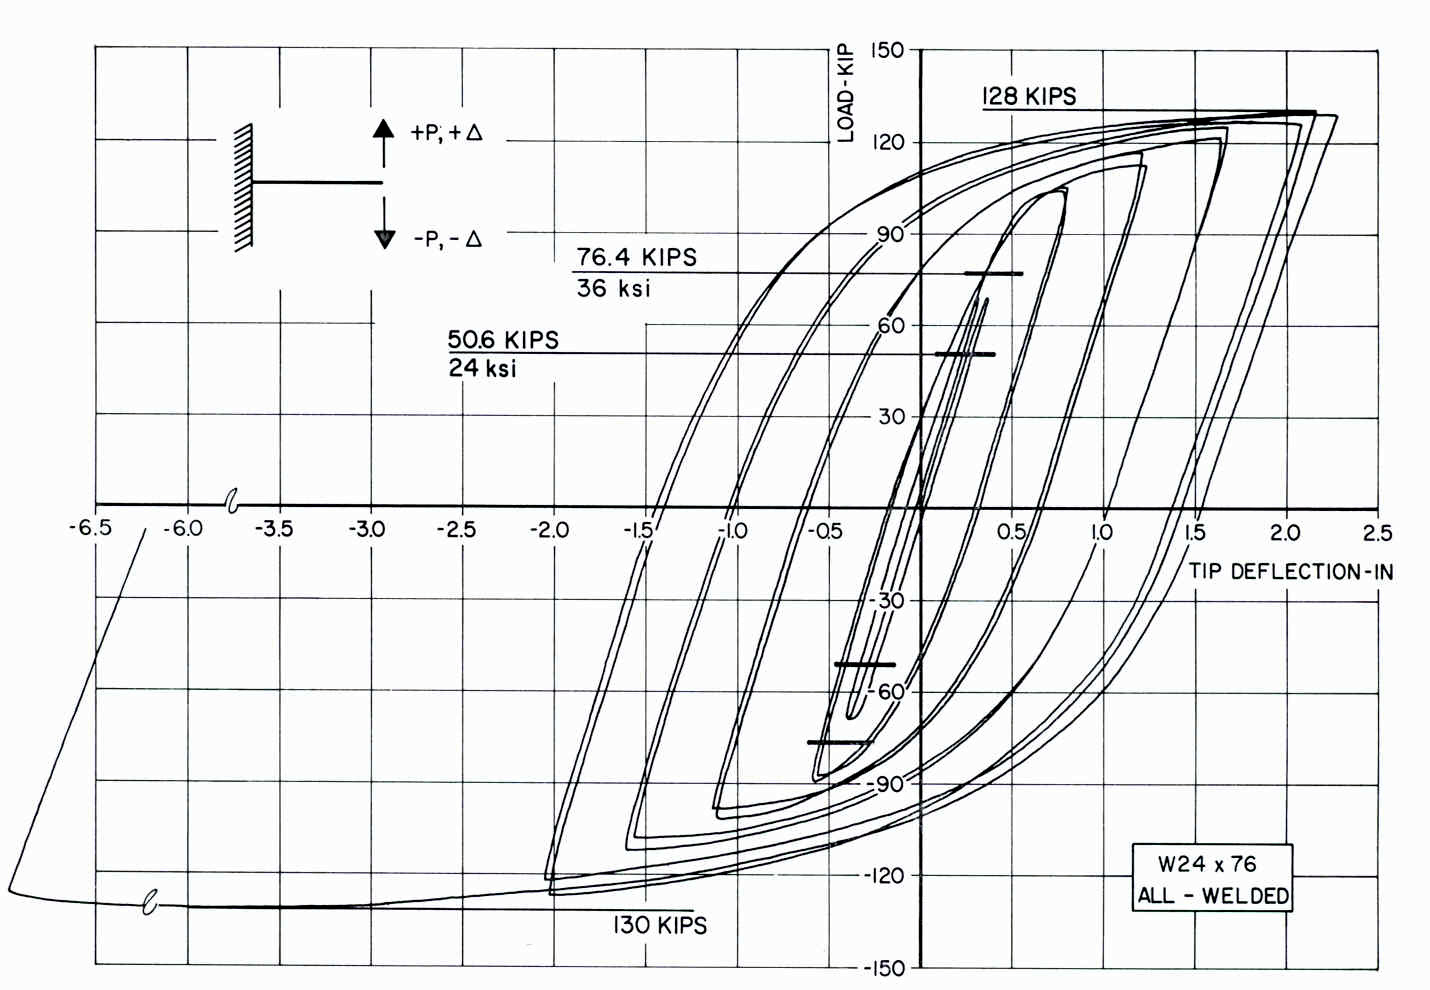 LOAD-KIP
150
120
90
60
30
-30
-60
-90
-120
-150
128 KIPS
+P, +Δ
-P, -Δ
76.4 KIPS
36 ksi
50.6 KIPS
24 ksi
-6.5 -6.0 -3.5 -3.0 -2.5 -2.0 -1.5 -1.0 -0.5 0.5 1.0 1.5 2.0 2.5
TIP DEFLECTION-IN
W24 x 76
ALL - WELDED
130 KIPS